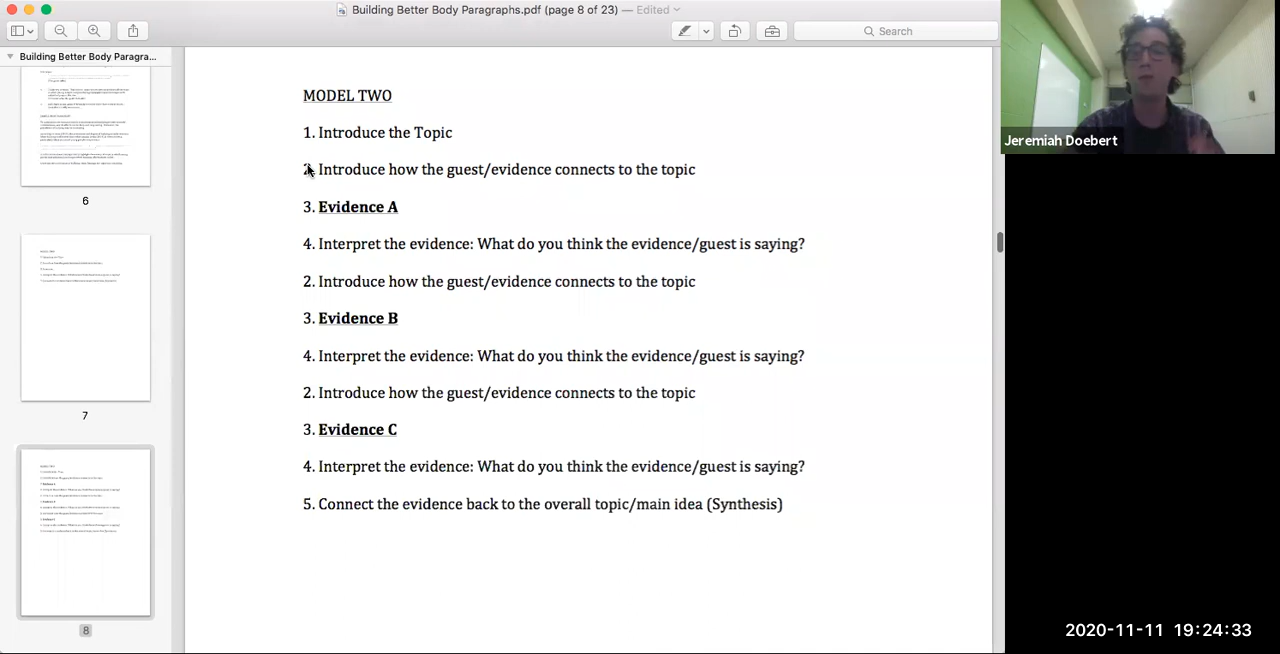 Building Better Body Paragraphs.pdf (page 8 of 23) — Edited
Search
Building Better Body Paragra...
6
7
8
MODEL TWO
1. Introduce the Topic
2. Introduce how the guest/evidence connects to the topic
3. Evidence A
4. Interpret the evidence: What do you think the evidence/guest is saying?
2. Introduce how the guest/evidence connects to the topic
3. Evidence B
4. Interpret the evidence: What do you think the evidence/guest is saying?
2. Introduce how the guest/evidence connects to the topic
3. Evidence C
4. Interpret the evidence: What do you think the evidence/guest is saying?
5. Connect the evidence back to the overall topic/main idea (Synthesis)
Jeremiah Doebert
2020-11-11 19:24:33